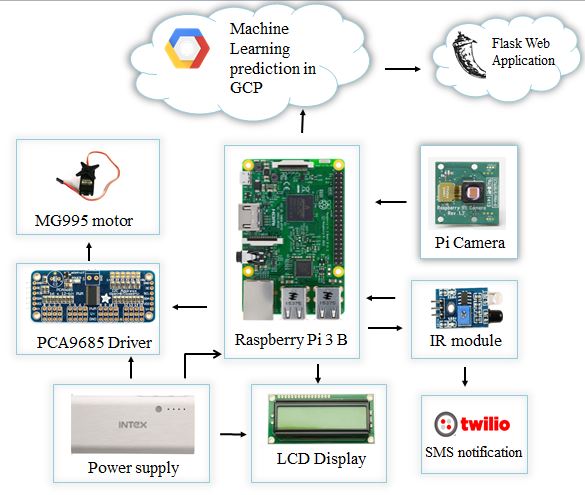 Machine
Learning
prediction in
GCP
Flask Web
Application
MG995 motor
Raspberry Pi Camera
Rev 1.3
Pi Camera
PCA9685 Driver
Raspberry Pi 3 B
IR module
INTEX
Power supply
LCD Display
twilio
SMS notification